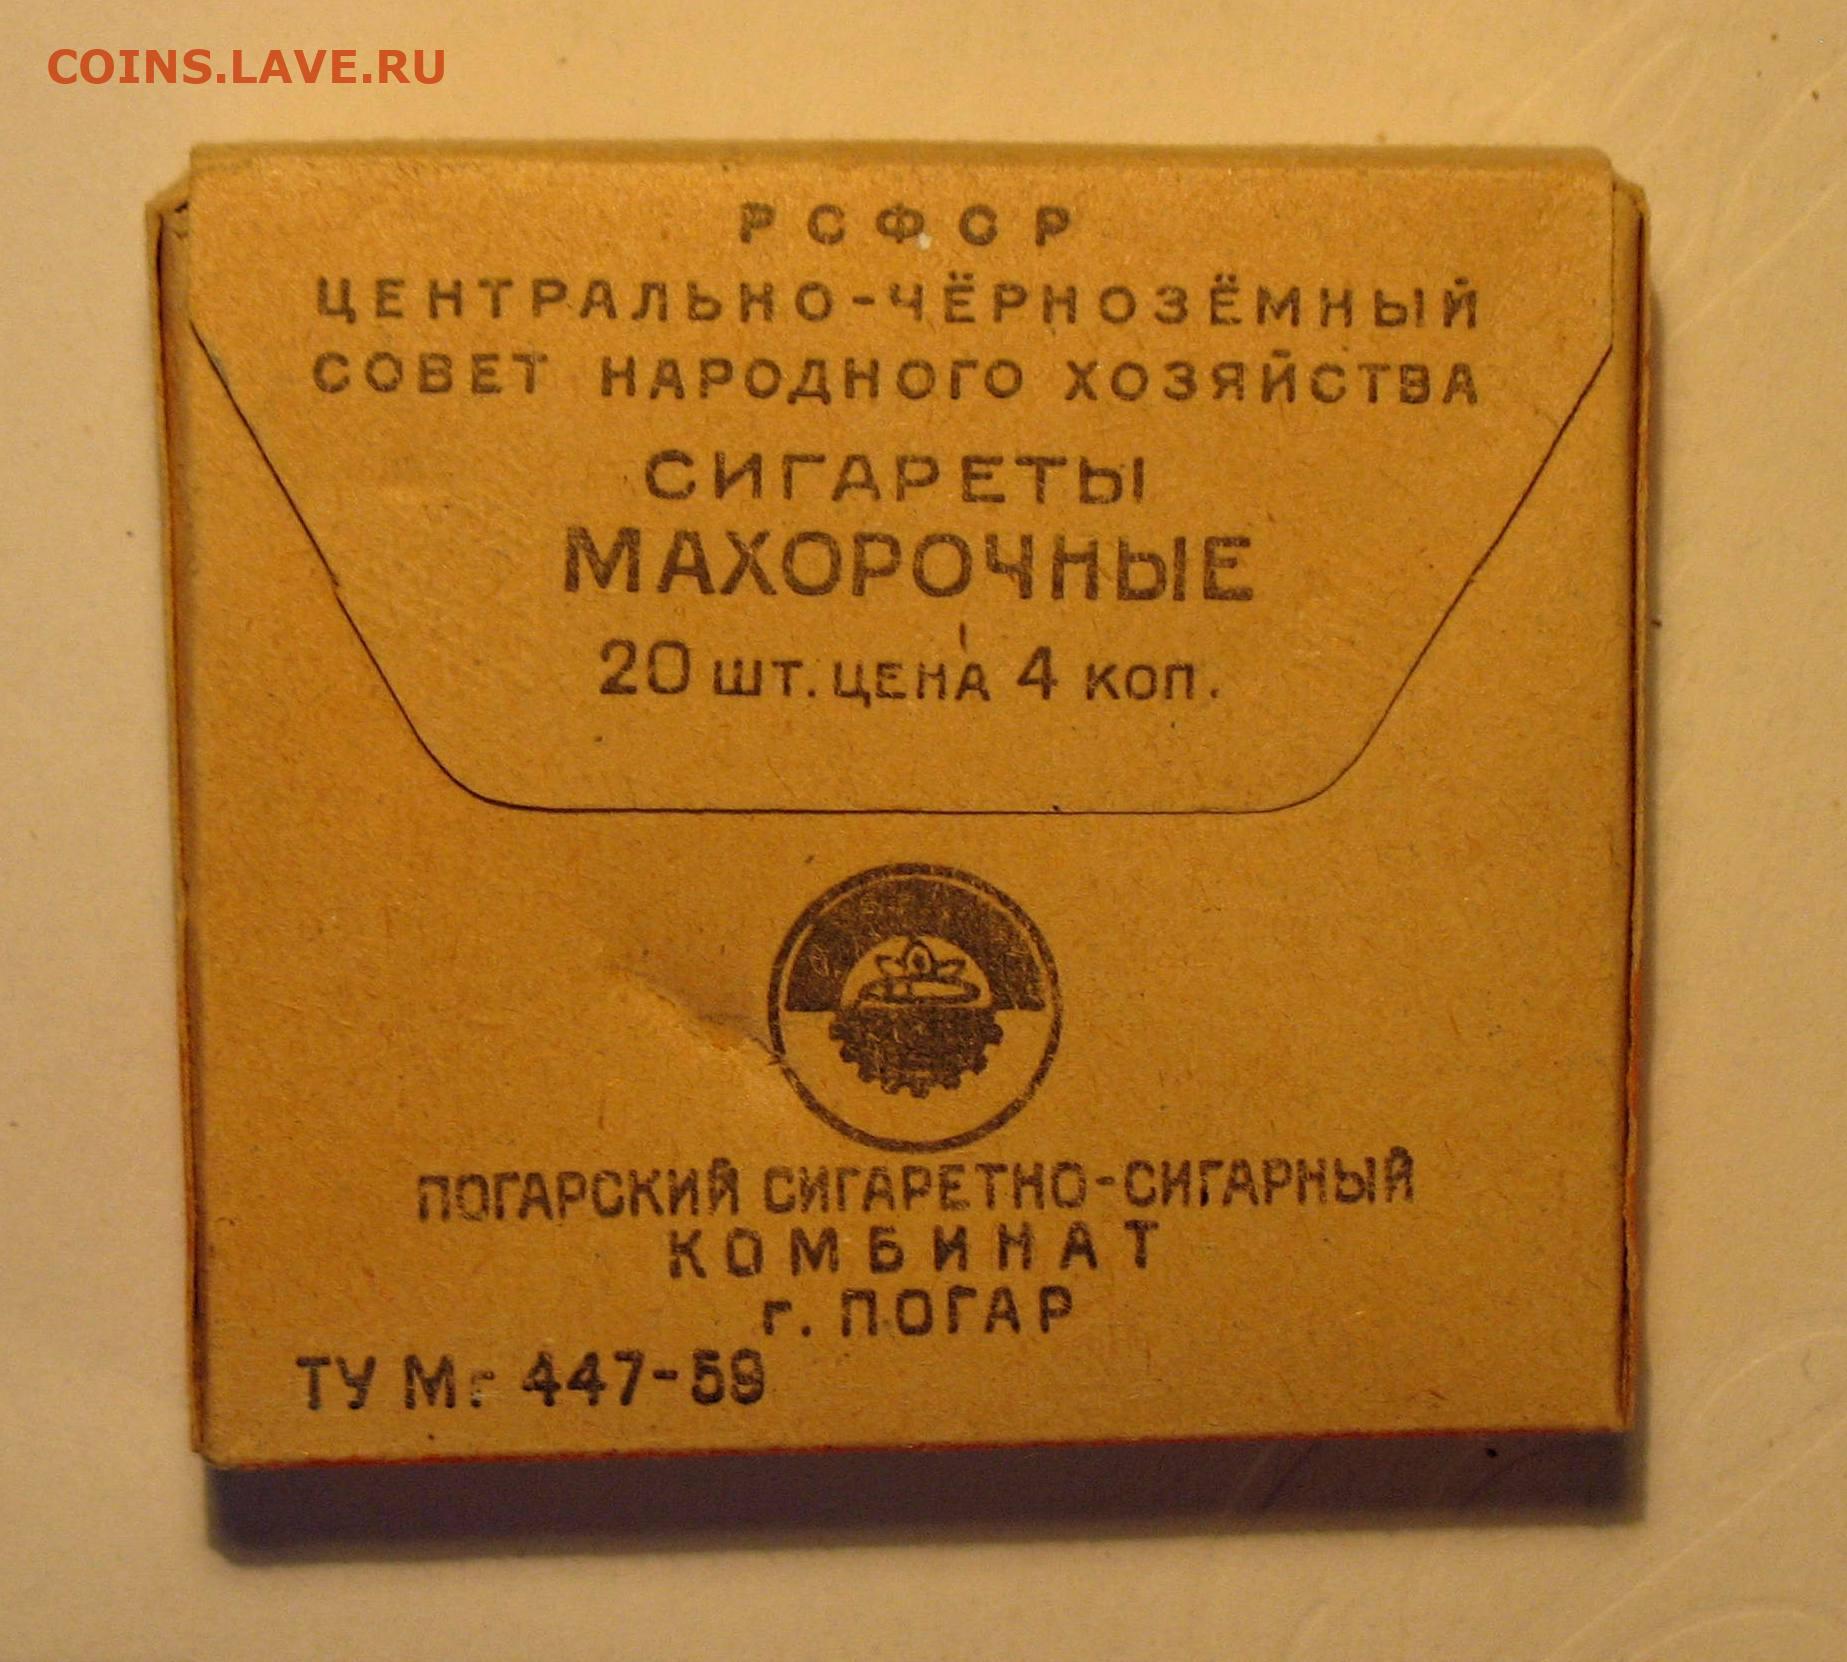 COINS.LAVE.RU
РСФСР
ЦЕНТРАЛЬНО-ЧЁРНОЗЁМНЫЙ
СОВЕТ НАРОДНОГО ХОЗЯЙСТВА
СИГАРЕТЫ
МАХОРОЧНЫЕ
20 ШТ. ЦЕНА 4 КОП.
ПОГАРСКИЙ СИГАРЕТНО-СИГАРНЫЙ
КОМБИНАТ
г. ПОГАР
ТУ Мг 447-59